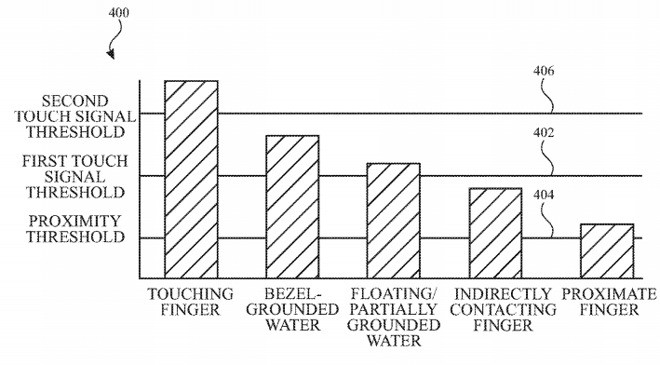 400
406
SECOND
TOUCH SIGNAL
THRESHOLD
402
FIRST TOUCH
SIGNAL
THRESHOLD
404
PROXIMITY
THRESHOLD
TOUCHING
FINGER
BEZEL-
GROUNDED
WATER
FLOATING/
PARTIALLY
GROUNDED
WATER
INDIRECTLY
CONTACTING
FINGER
PROXIMATE
FINGER